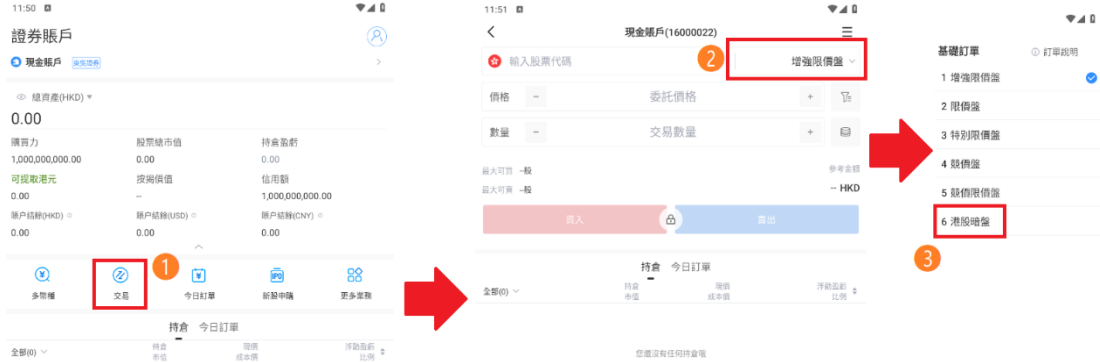 11:50
證券賬戶
現金賬戶 東吳證券
總資產(HKD)
0.00
購買力 股票總市值 持倉盈虧
1,000,000,000.00 0.00 0.00
可提取港元 按揭價值 信用額
0.00 -- 1,000,000,000.00
賬户結餘(HKD) 賬户結餘(USD) 賬户結餘(CNY)
0.00 0.00 0.00
1
多幣種 交易 今日訂單 新股申購 更多業務
持倉 今日訂單
全部(0) 持倉 現價 浮動盈虧
市值 成本價 比例
11:51
現金賬戶(16000022)
2
輸入股票代碼 增強限價盤
價格 - 委託價格 +
數量 - 交易數量 +
最大可買 --股 參考金額
最大可賣 --股 -- HKD
買入 賣出
持倉 今日訂單
全部(0) 持倉 現價 浮動盈虧
市值 成本價 比例
您還沒有任何持倉哦
基礎訂單 訂單說明
1 增強限價盤
2 限價盤
3 特別限價盤
4 競價盤
5 競價限價盤
6 港股暗盤
3